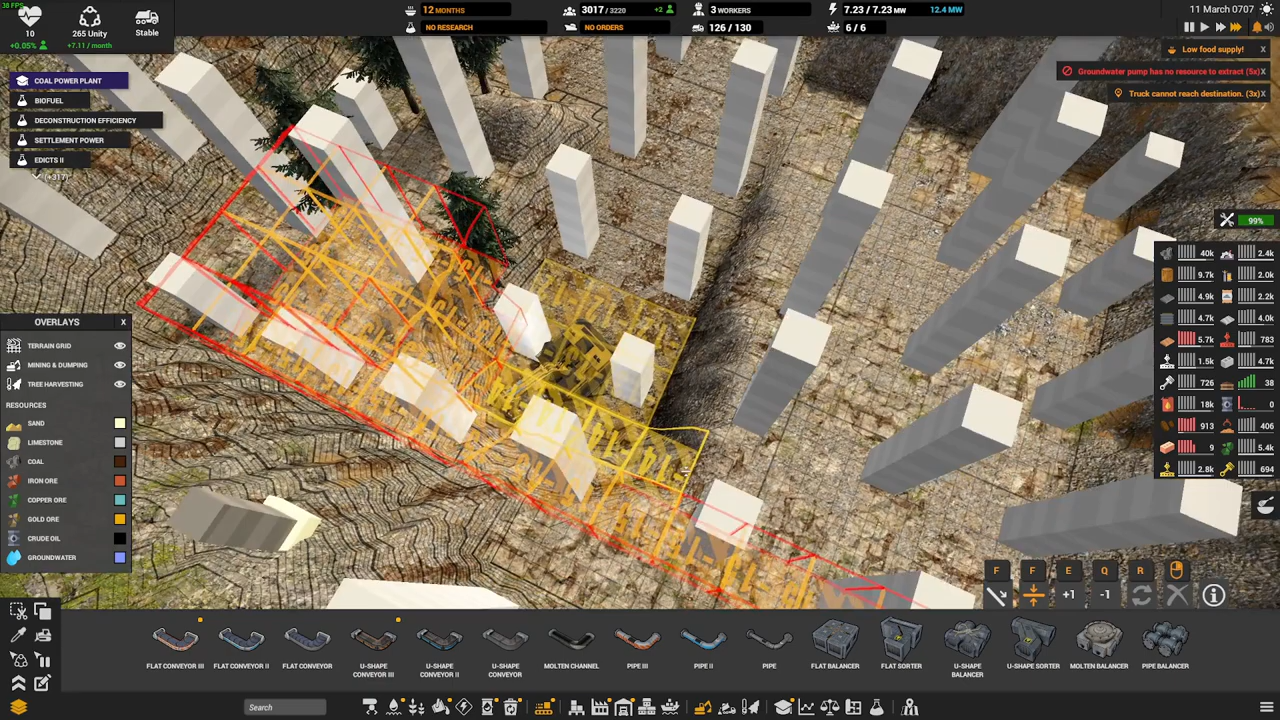 38 FPS
10
+0.05%
265 Unity
+7.11 / month
Stable
12 MONTHS
NO RESEARCH
3017 / 3220
+2
NO ORDERS
3 WORKERS
126 / 130
7.23 / 7.23 MW
12.4 MW
6 / 6
11 March 0707
Low food supply! X
Groundwater pump has no resource to extract (5x) X
Truck cannot reach destination. (3x) X
COAL POWER PLANT
BIOFUEL
DECONSTRUCTION EFFICIENCY
SETTLEMENT POWER
EDICTS II
(+317)
99%
40k 2.4k
9.7k 2.0k
4.9k 2.2k
4.7k 4.0k
5.7k 783
1.5k 4.7k
726 38
18k 0
913 406
9 5.4k
2.8k 694
OVERLAYS X
TERRAIN GRID
MINING & DUMPING
TREE HARVESTING
RESOURCES
SAND
LIMESTONE
COAL
IRON ORE
COPPER ORE
GOLD ORE
CRUDE OIL
GROUNDWATER
F F E Q R
+1 -1
FLAT CONVEYOR III
FLAT CONVEYOR II
FLAT CONVEYOR
U-SHAPE CONVEYOR III
U-SHAPE CONVEYOR II
U-SHAPE CONVEYOR
MOLTEN CHANNEL
PIPE III
PIPE II
PIPE
FLAT BALANCER
FLAT SORTER
U-SHAPE BALANCER
U-SHAPE SORTER
MOLTEN BALANCER
PIPE BALANCER
Search